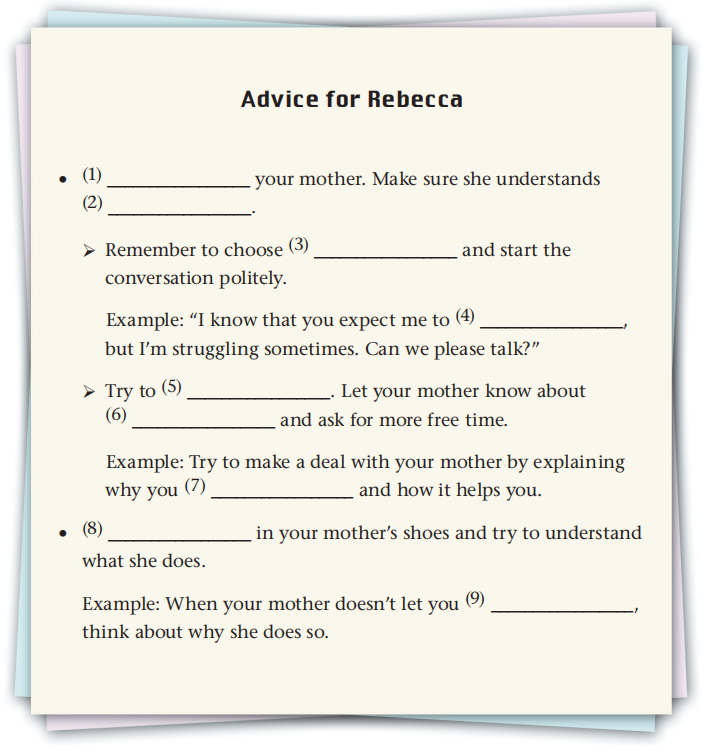 Advice for Rebecca
• (1) _______________ your mother. Make sure she understands
(2) _______________.
➢ Remember to choose (3) _______________ and start the
conversation politely.
Example: “I know that you expect me to (4) _______________,
but I’m struggling sometimes. Can we please talk?”
➢ Try to (5) _______________. Let your mother know about
(6) _______________ and ask for more free time.
Example: Try to make a deal with your mother by explaining
why you (7) _______________ and how it helps you.
• (8) _______________ in your mother’s shoes and try to understand
what she does.
Example: When your mother doesn’t let you (9) _______________,
think about why she does so.